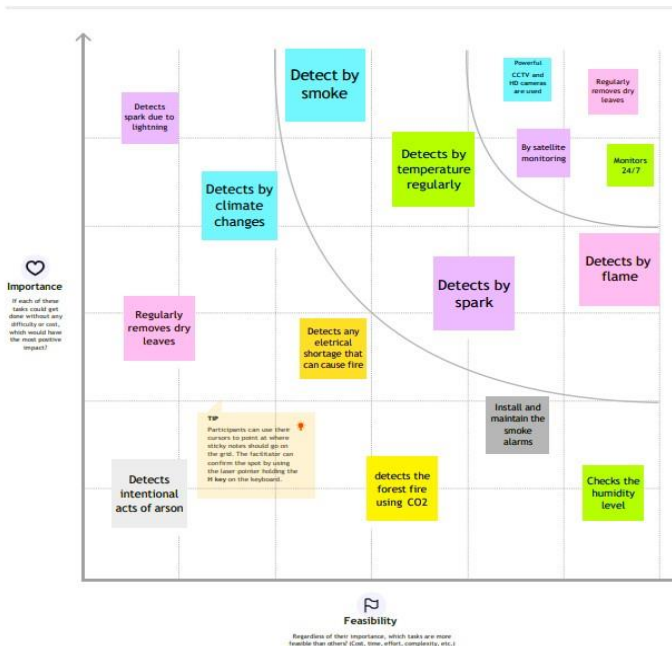 Detect by
smoke
Powerful
CCTV and
HD cameras
are used
Regularly
removes dry
leaves
Detects
spark due to
lightning
Detects by
temperature
regularly
By satellite
monitoring
Monitors
24/7
Detects by
climate
changes
Detects by
flame
Detects by
spark
Importance
If each of these
tasks could get
done without any
difficulty or cost,
which would have
the most positive
impact?
Regularly
removes dry
leaves
Detects any
eletrical
shortage that
can cause fire
Install and
maintain the
smoke
alarms
TIP
Participants can use their
cursors to point at where
sticky notes should go on
the grid. The facilitator can
confirm the spot by using
the laser pointer holding the
H key on the keyboard.
Detects
intentional
acts of arson
detects the
forest fire
using CO2
Checks the
humidity
level
Feasibility
Regardless of their importance, which tasks are more
feasible than others? (Cost, time, effort, complexity, etc.)